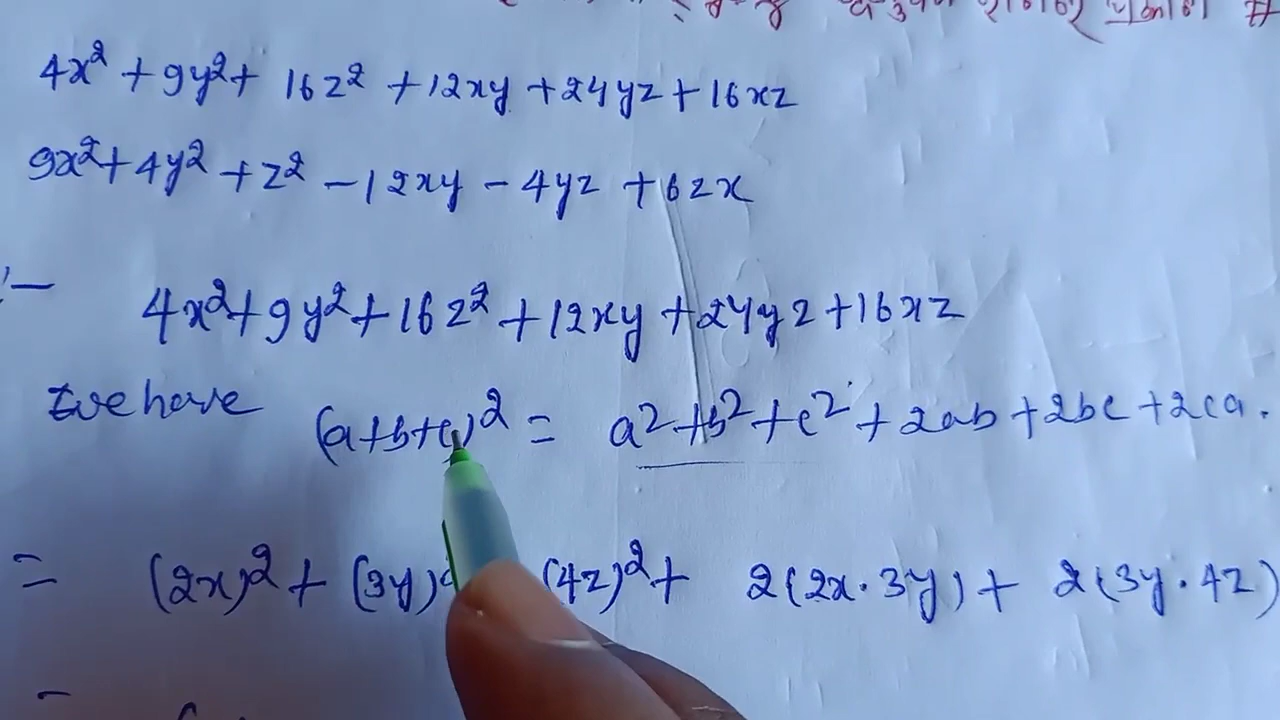 4x² + 9y² + 16z² + 12xy + 24yz + 16xz
9x² + 4y² + z² - 12xy - 4yz + 6zx
:- 4x² + 9y² + 16z² + 12xy + 24yz + 16xz
we have (a+b+c)² = a² + b² + c² + 2ab + 2bc + 2ca.
= (2x)² + (3y) (4z)² + 2(2x·3y) + 2(3y·4z)